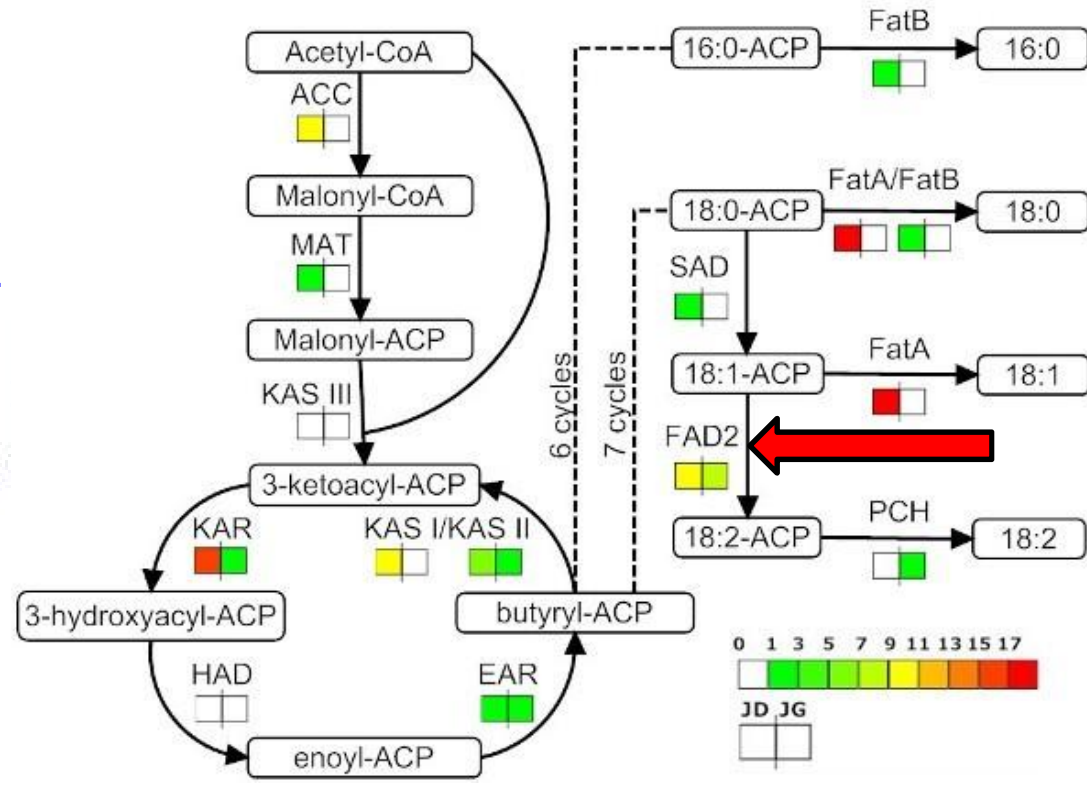 Acetyl-CoA
ACC
Malonyl-CoA
MAT
Malonyl-ACP
KAS III
3-ketoacyl-ACP
KAR
KAS I/KAS II
3-hydroxyacyl-ACP
butyryl-ACP
HAD
EAR
enoyl-ACP
6 cycles
7 cycles
16:0-ACP
FatB
16:0
18:0-ACP
FatA/FatB
18:0
SAD
18:1-ACP
FatA
18:1
FAD2
18:2-ACP
PCH
18:2
0 1 3 5 7 9 11 13 15 17
JD JG